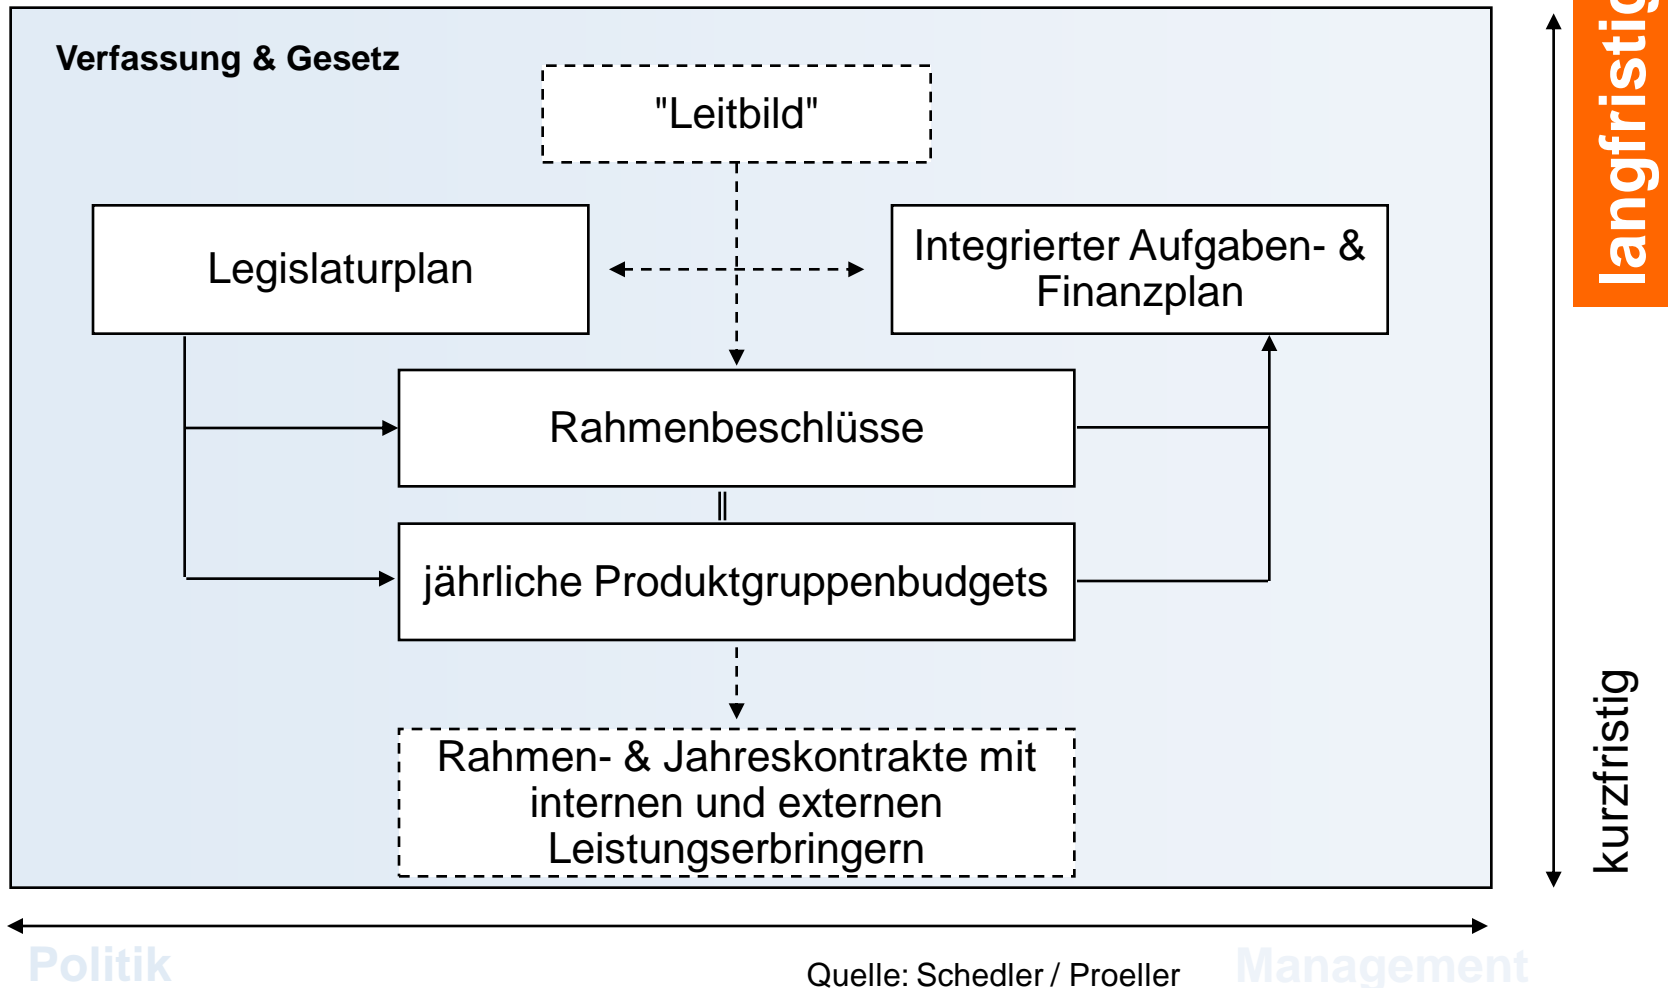 Verfassung & Gesetz
"Leitbild"
Legislaturplan
Integrierter Aufgaben- &
Finanzplan
Rahmenbeschlüsse
jährliche Produktgruppenbudgets
Rahmen- & Jahreskontrakte mit
internen und externen
Leistungserbringern
langfristig
kurzfristig
Politik
Quelle: Schedler / Proeller
Management